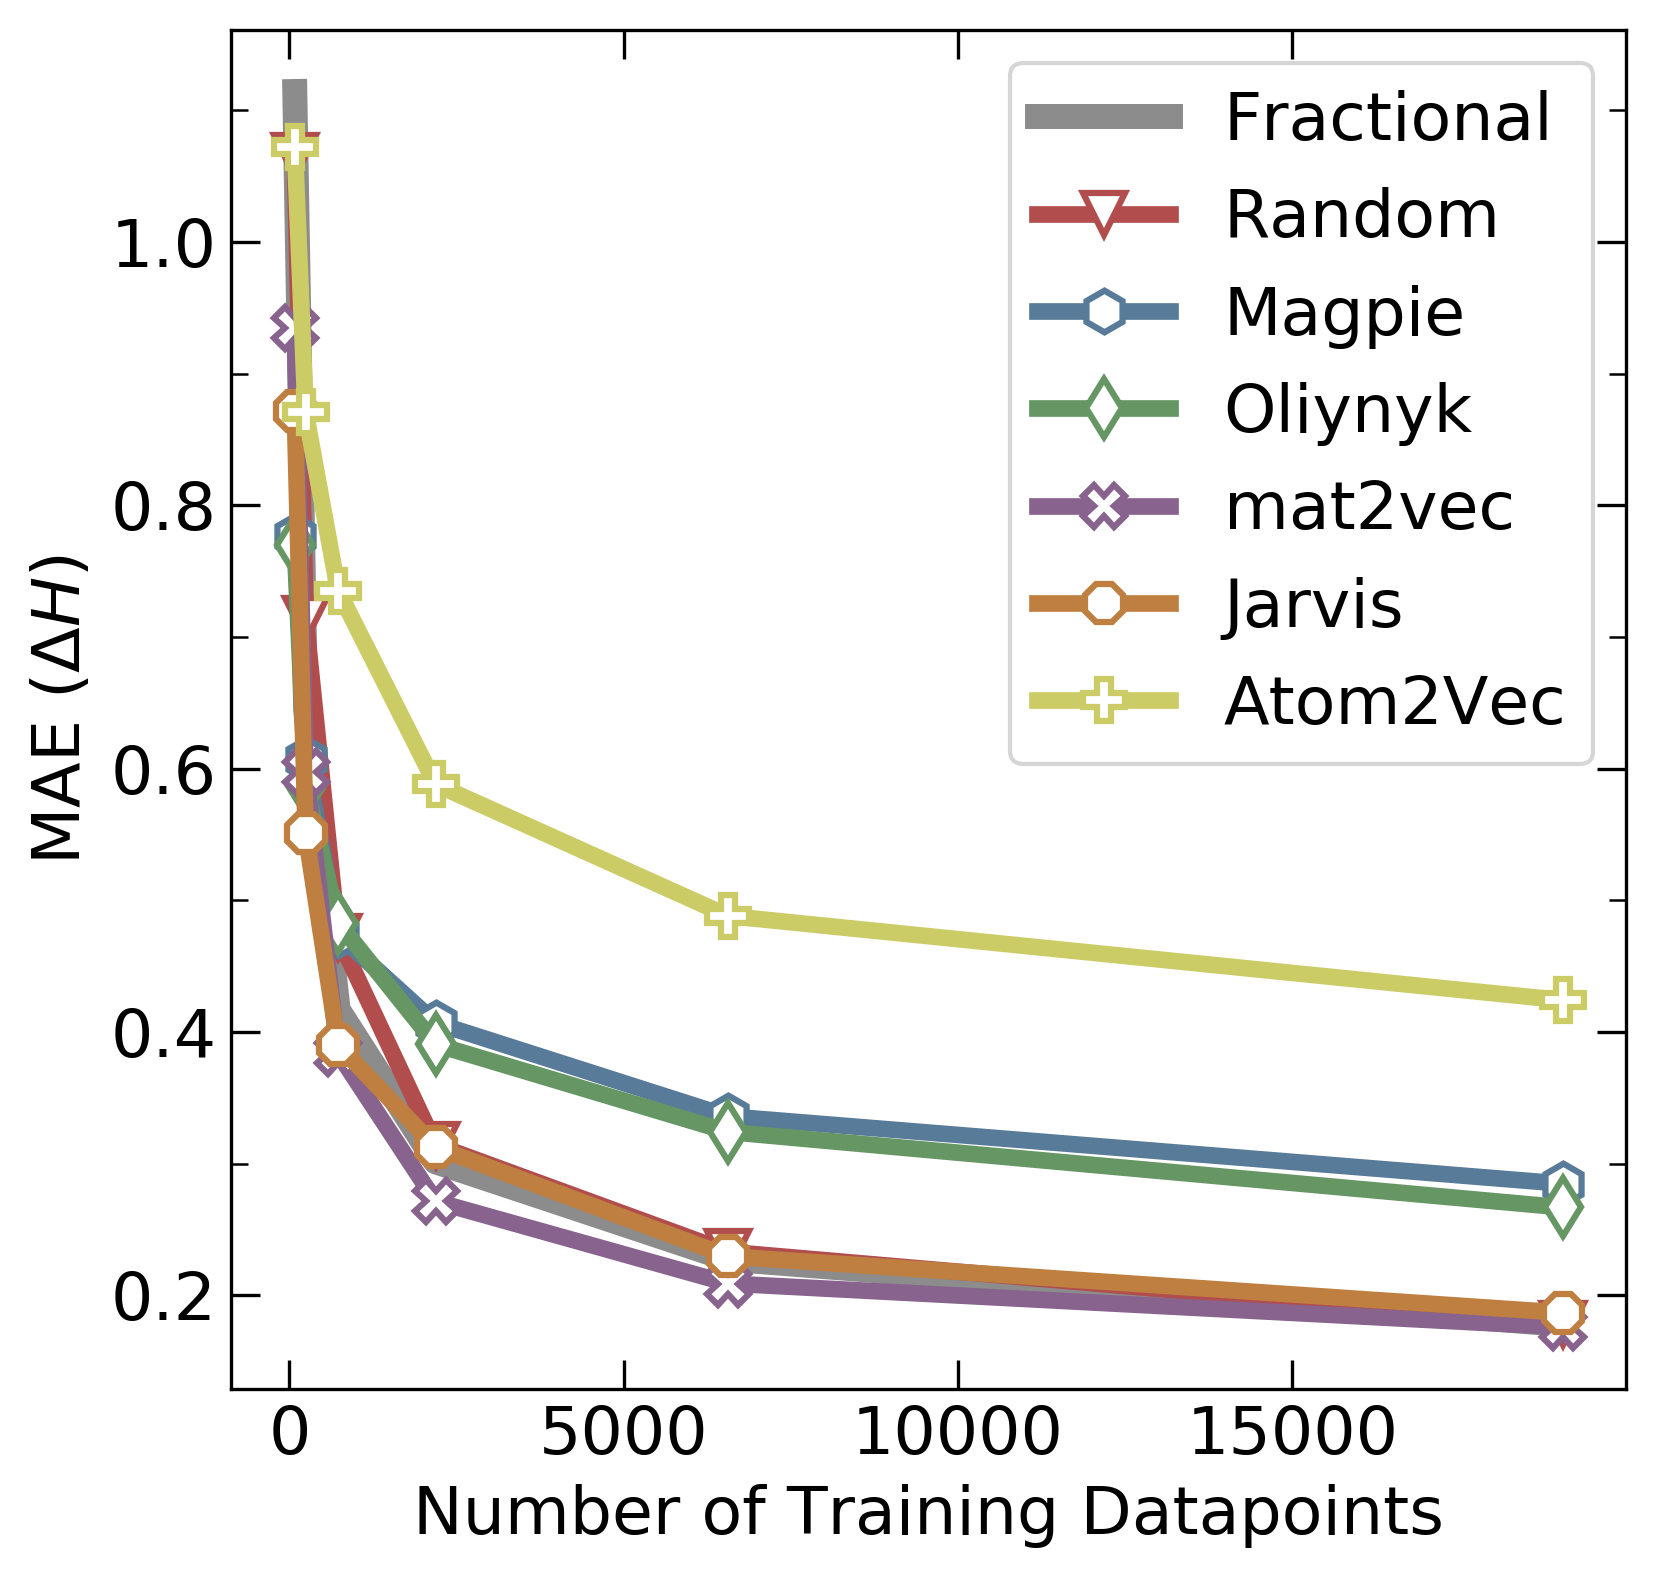 Fractional
Random
Magpie
Oliynyk
mat2vec
Jarvis
Atom2Vec
MAE (ΔH)
1.0
0.8
0.6
0.4
0.2
0
5000
10000
15000
Number of Training Datapoints